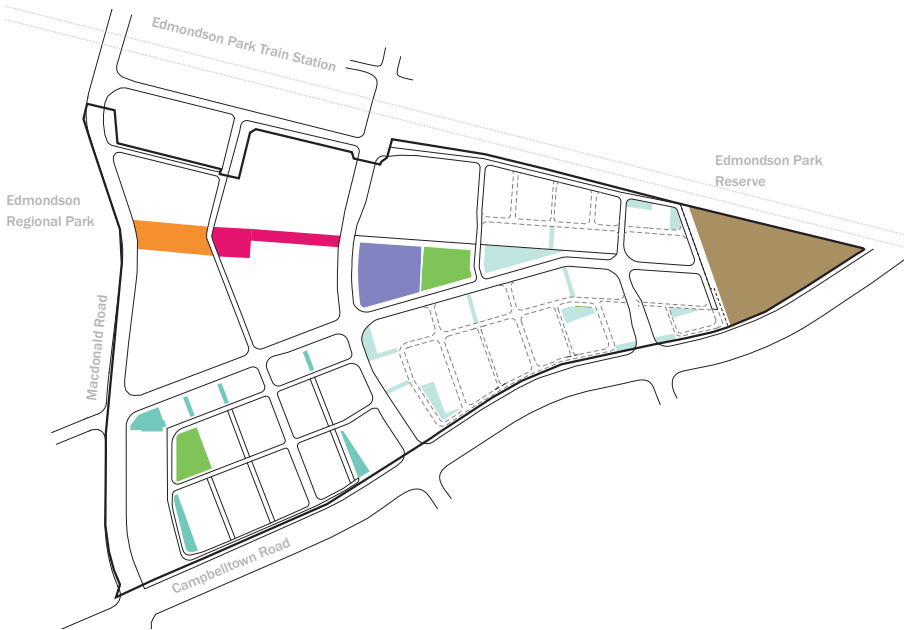 Edmondson Park Train Station
Edmondson Park
Reserve
Edmondson
Regional Park
Macdonald Road
Campbelltown Road